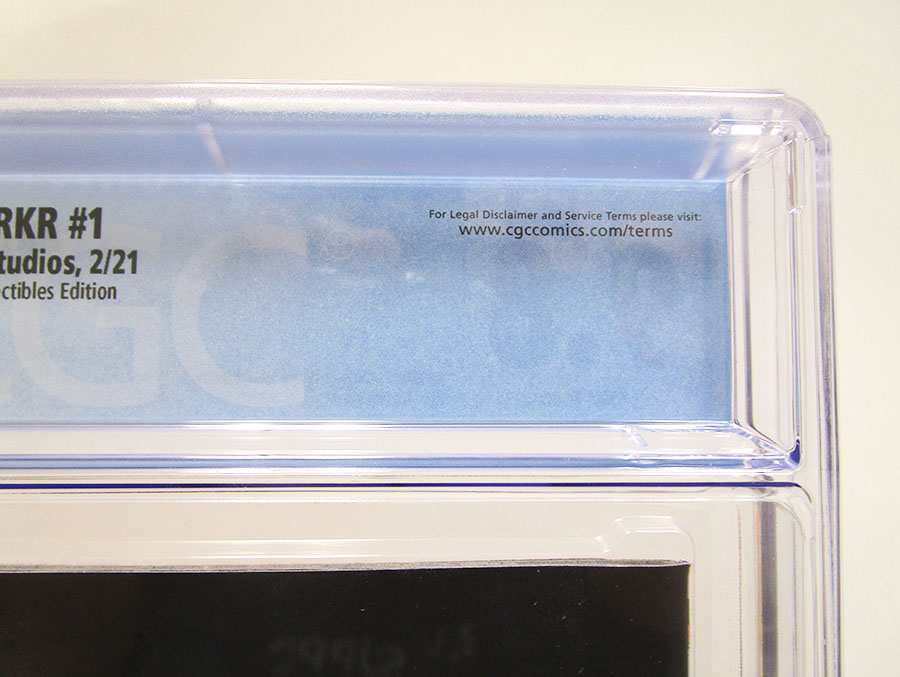 RKR #1
tudios, 2/21
ctibles Edition
For Legal Disclaimer and Service Terms please visit:
www.cgccomics.com/terms
CGC